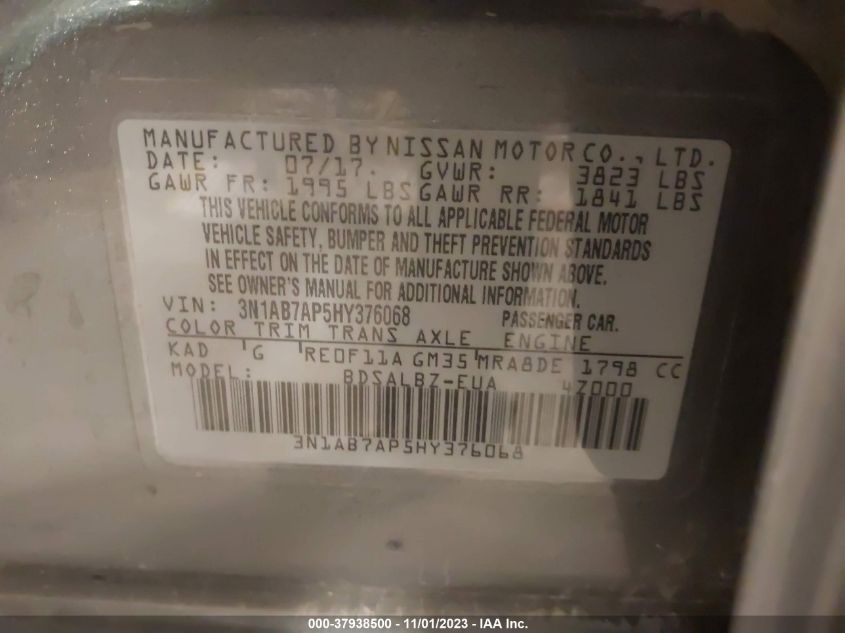 MANUFACTURED BY NISSAN MOTOR CO., LTD.
DATE: 07/17. GVWR: 3823 LBS
GAWR FR: 1995 LBS GAWR RR: 1841 LBS
THIS VEHICLE CONFORMS TO ALL APPLICABLE FEDERAL MOTOR
VEHICLE SAFETY, BUMPER AND THEFT PREVENTION STANDARDS
IN EFFECT ON THE DATE OF MANUFACTURE SHOWN ABOVE.
SEE OWNER'S MANUAL FOR ADDITIONAL INFORMATION.
VIN: 3N1AB7AP5HY376068 PASSENGER CAR.
COLOR TRIM TRANS AXLE ENGINE
KAD G RE0F11A GM35 MRA8DE 1798 CC
MODEL: BDSALBZ-EUA 4Z000
3N1AB7AP5HY376068
000-37938500 - 11/01/2023 - IAA Inc.